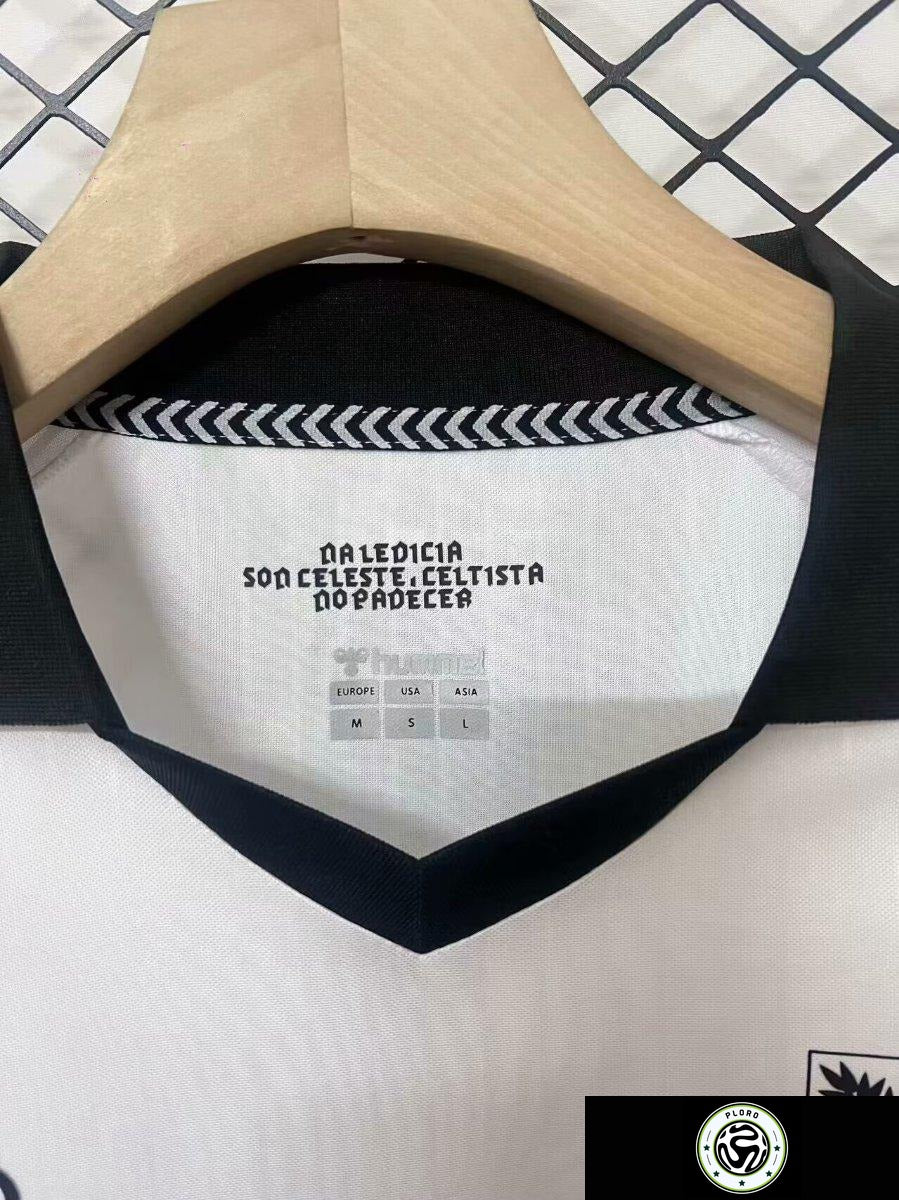 NA LEDICIA
SON CELESTE, CELTISTA
NO PADECER
hummel
EUROPE USA ASIA
M S L
PLORO